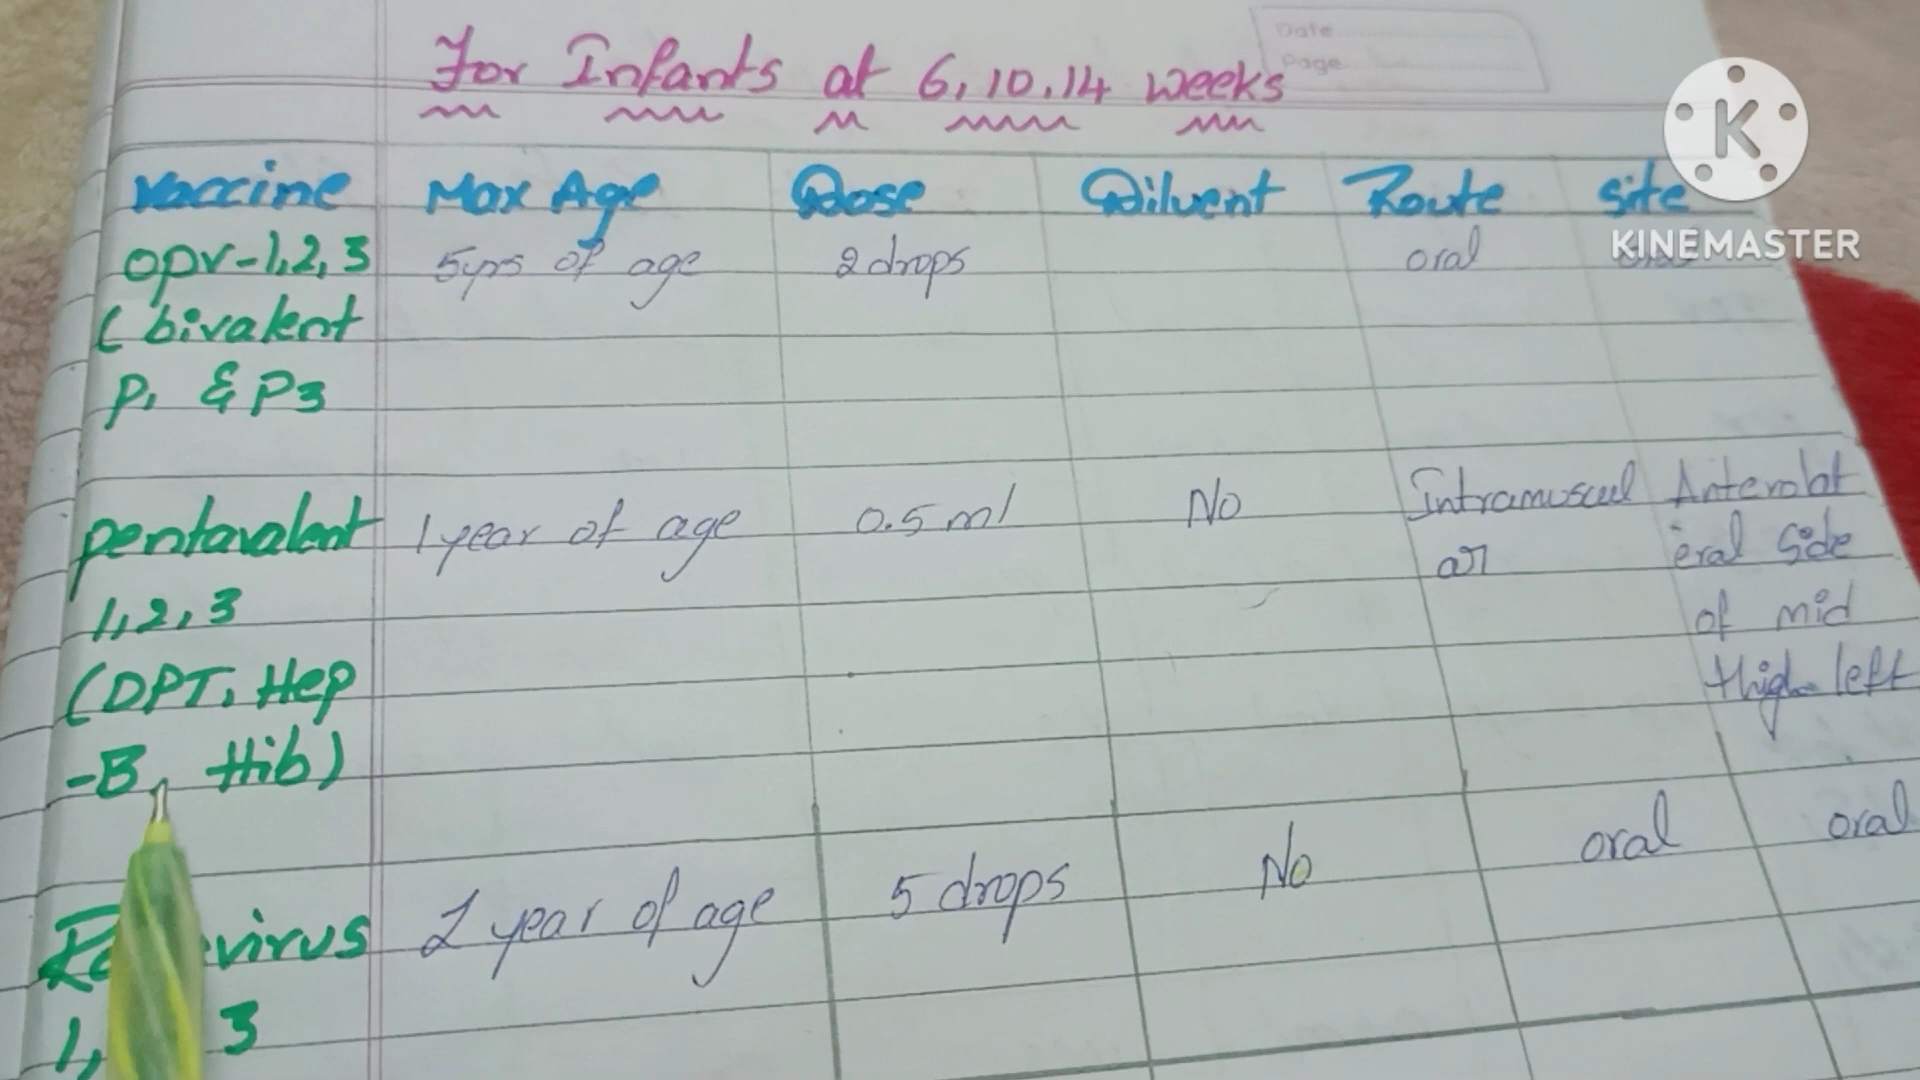 Date
Page
For Infants at 6, 10, 14 weeks
Vaccine Max Age Dose Diluent Route Site
OPV-1,2,3 5yrs of age 2 drops oral
(bivalent
P1 & P3
pentavalent 1 year of age 0.5 ml No Intramuscul Anterolat
1,2,3 ar eral Side
(DPT, Hep of mid
-B, Hib) thigh left
virus 1 year of age 5 drops No oral oral
1, 3
K
KINEMASTER